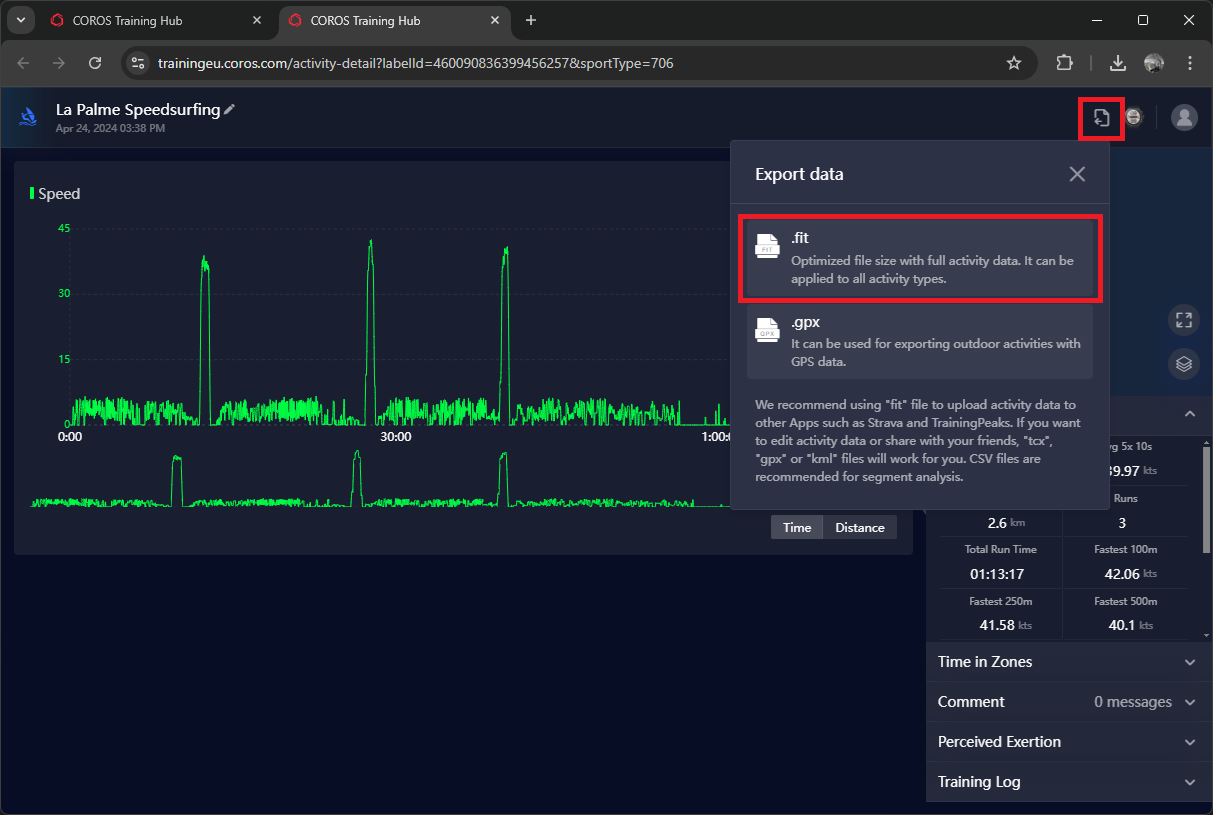 COROS Training Hub
COROS Training Hub
trainingeu.coros.com/activity-detail?labelId=460090836399456257&sportType=706
La Palme Speedsurfing
Apr 24, 2024 03:38 PM
Speed
45
30
15
0
0:00
30:00
1:00:0
Time
Distance
Export data
.fit
FIT
Optimized file size with full activity data. It can be
applied to all activity types.
.gpx
GPX
It can be used for exporting outdoor activities with
GPS data.
We recommend using "fit" file to upload activity data to
other Apps such as Strava and TrainingPeaks. If you want
to edit activity data or share with your friends, "tcx",
"gpx" or "kml" files will work for you. CSV files are
recommended for segment analysis.
vg 5x 10s
39.97 kts
Runs
2.6 km
3
Total Run Time
Fastest 100m
01:13:17
42.06 kts
Fastest 250m
Fastest 500m
41.58 kts
40.1 kts
Time in Zones
Comment
0 messages
Perceived Exertion
Training Log